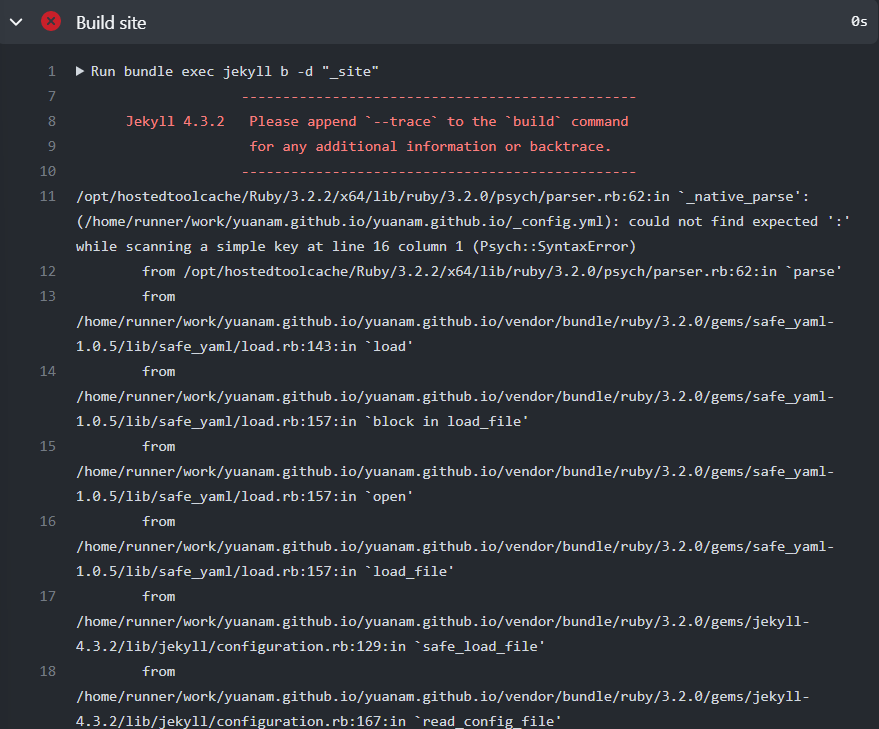 Build site 0s
1 Run bundle exec jekyll b -d "_site"
7 ------------------------------------------------
8 Jekyll 4.3.2 Please append `--trace` to the `build` command
9 for any additional information or backtrace.
10 ------------------------------------------------
11 /opt/hostedtoolcache/Ruby/3.2.2/x64/lib/ruby/3.2.0/psych/parser.rb:62:in `_native_parse':
(/home/runner/work/yuanam.github.io/yuanam.github.io/_config.yml): could not find expected ':'
while scanning a simple key at line 16 column 1 (Psych::SyntaxError)
12 from /opt/hostedtoolcache/Ruby/3.2.2/x64/lib/ruby/3.2.0/psych/parser.rb:62:in `parse'
13 from
/home/runner/work/yuanam.github.io/yuanam.github.io/vendor/bundle/ruby/3.2.0/gems/safe_yaml-
1.0.5/lib/safe_yaml/load.rb:143:in `load'
14 from
/home/runner/work/yuanam.github.io/yuanam.github.io/vendor/bundle/ruby/3.2.0/gems/safe_yaml-
1.0.5/lib/safe_yaml/load.rb:157:in `block in load_file'
15 from
/home/runner/work/yuanam.github.io/yuanam.github.io/vendor/bundle/ruby/3.2.0/gems/safe_yaml-
1.0.5/lib/safe_yaml/load.rb:157:in `open'
16 from
/home/runner/work/yuanam.github.io/yuanam.github.io/vendor/bundle/ruby/3.2.0/gems/safe_yaml-
1.0.5/lib/safe_yaml/load.rb:157:in `load_file'
17 from
/home/runner/work/yuanam.github.io/yuanam.github.io/vendor/bundle/ruby/3.2.0/gems/jekyll-
4.3.2/lib/jekyll/configuration.rb:129:in `safe_load_file'
18 from
/home/runner/work/yuanam.github.io/yuanam.github.io/vendor/bundle/ruby/3.2.0/gems/jekyll-
4.3.2/lib/jekyll/configuration.rb:167:in `read_config_file'